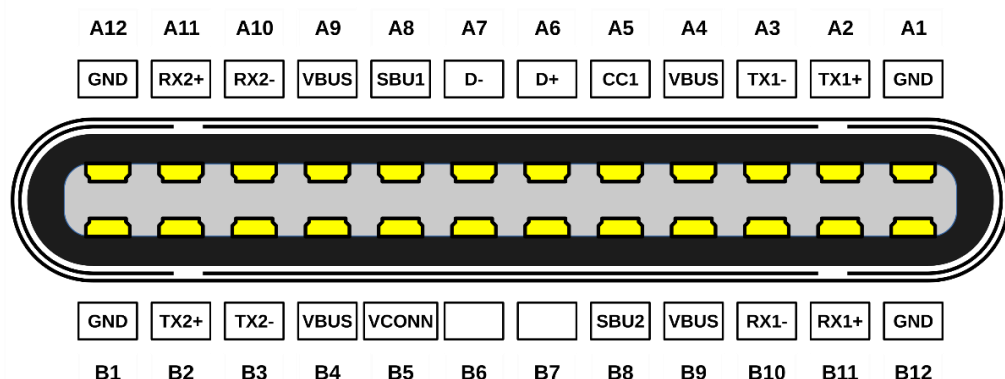 A12 A11 A10 A9 A8 A7 A6 A5 A4 A3 A2 A1
GND RX2+ RX2- VBUS SBU1 D- D+ CC1 VBUS TX1- TX1+ GND
GND TX2+ TX2- VBUS VCONN SBU2 VBUS RX1- RX1+ GND
B1 B2 B3 B4 B5 B6 B7 B8 B9 B10 B11 B12